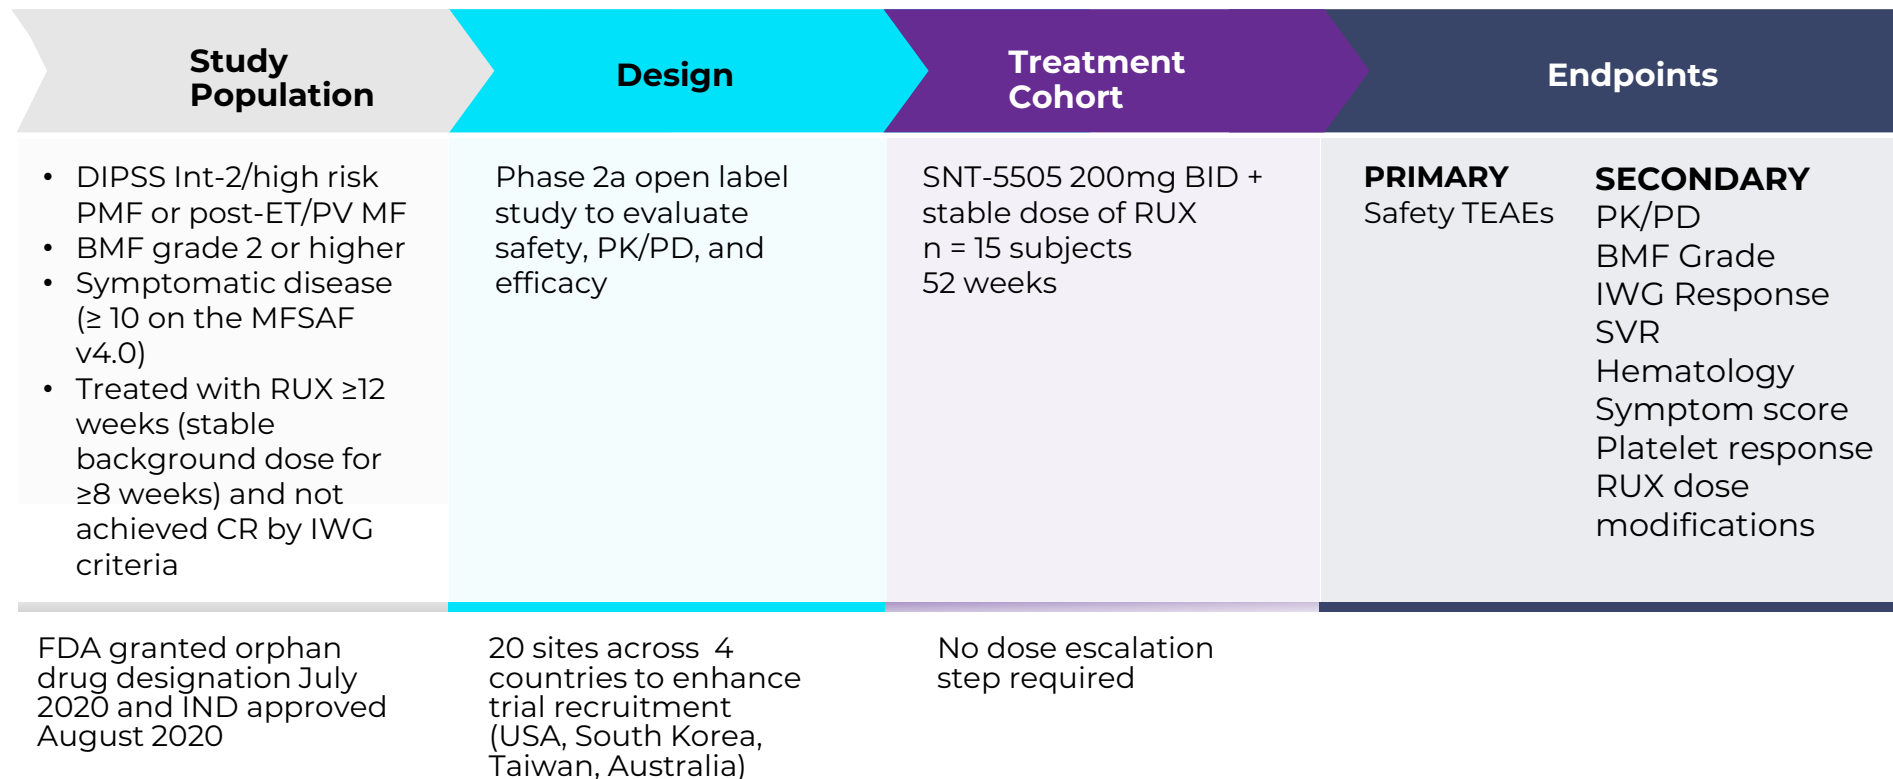 Study
Population
Design
Treatment
Cohort
Endpoints
• DIPSS Int-2/high risk
PMF or post-ET/PV MF
• BMF grade 2 or higher
• Symptomatic disease
(≥ 10 on the MFSAF
v4.0)
• Treated with RUX ≥12
weeks (stable
background dose for
≥8 weeks) and not
achieved CR by IWG
criteria
Phase 2a open label
study to evaluate
safety, PK/PD, and
efficacy
SNT-5505 200mg BID +
stable dose of RUX
n = 15 subjects
52 weeks
PRIMARY
Safety TEAEs
SECONDARY
PK/PD
BMF Grade
IWG Response
SVR
Hematology
Symptom score
Platelet response
RUX dose
modifications
FDA granted orphan
drug designation July
2020 and IND approved
August 2020
20 sites across 4
countries to enhance
trial recruitment
(USA, South Korea,
Taiwan, Australia)
No dose escalation
step required